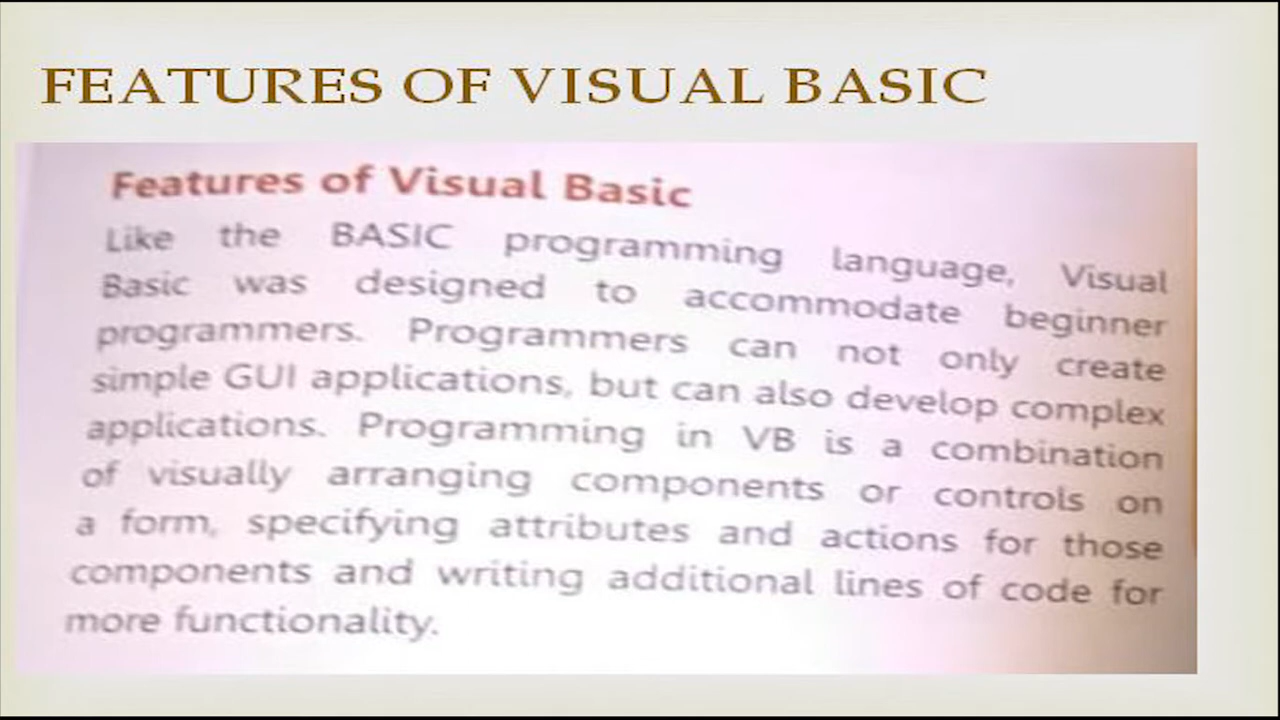 FEATURES OF VISUAL BASIC
Features of Visual Basic
Like the BASIC programming language, Visual
Basic was designed to accommodate beginner
programmers. Programmers can not only create
simple GUI applications, but can also develop complex
applications. Programming in VB is a combination
of visually arranging components or controls on
a form, specifying attributes and actions for those
components and writing additional lines of code for
more functionality.